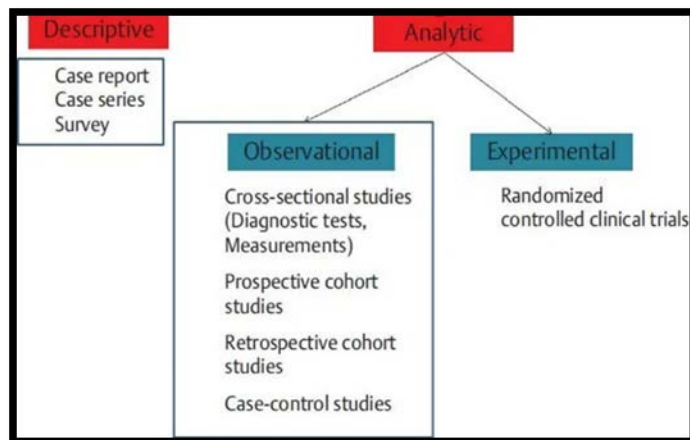 Descriptive
Case report
Case series
Survey
Analytic
Observational
Cross-sectional studies
(Diagnostic tests,
Measurements)
Prospective cohort
studies
Retrospective cohort
studies
Case-control studies
Experimental
Randomized
controlled clinical trials